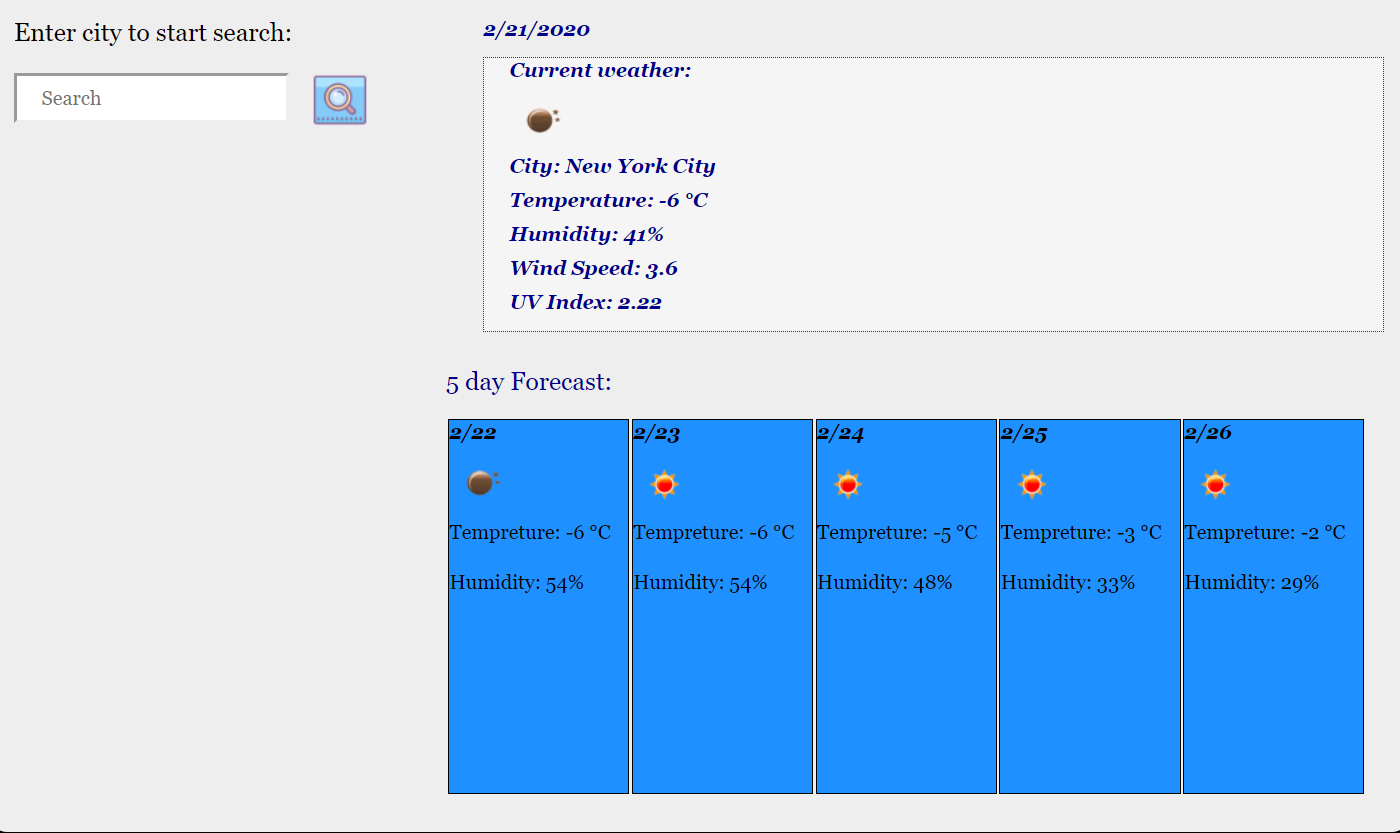 Enter city to start search:
Search
2/21/2020
Current weather:
City: New York City
Temperature: -6 °C
Humidity: 41%
Wind Speed: 3.6
UV Index: 2.22
5 day Forecast:
2/22
Tempreture: -6 °C
Humidity: 54%
2/23
Tempreture: -6 °C
Humidity: 54%
2/24
Tempreture: -5 °C
Humidity: 48%
2/25
Tempreture: -3 °C
Humidity: 33%
2/26
Tempreture: -2 °C
Humidity: 29%